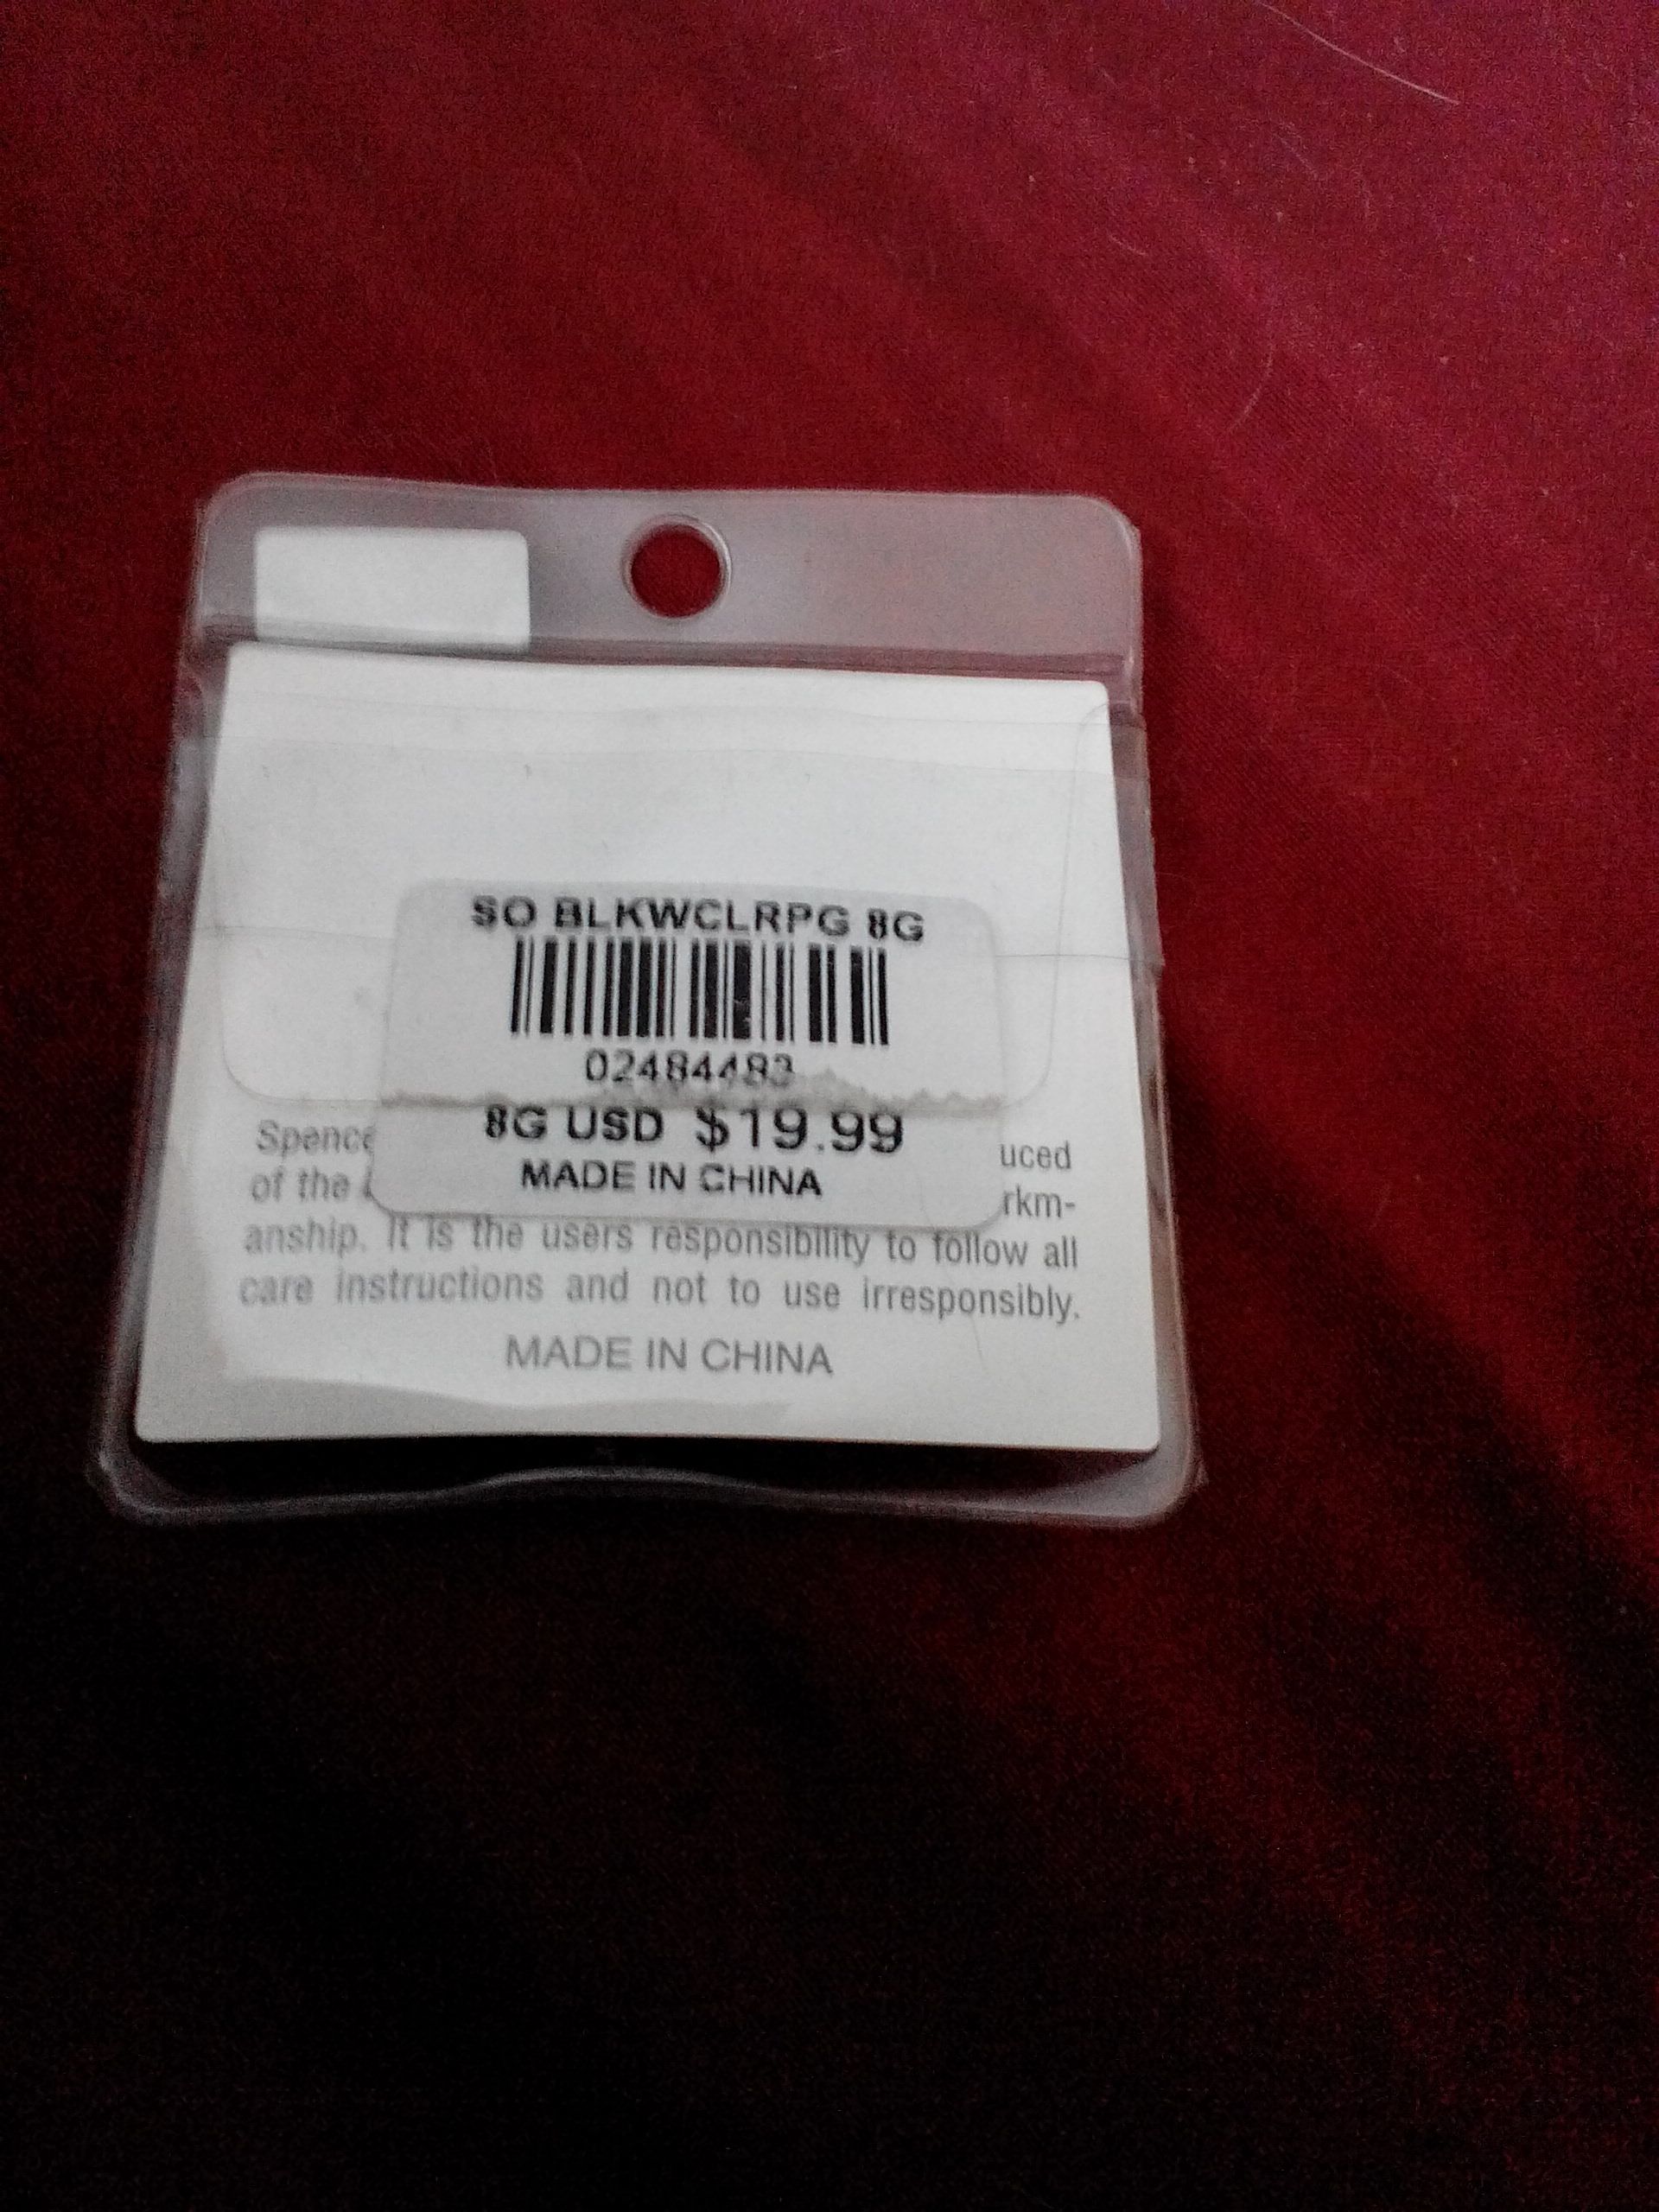 SO BLKWCLRPG 8G
02484483
8G USD $19.99
MADE IN CHINA
Spence uced
of the rkm-
anship. It is the users responsibility to follow all
care instructions and not to use irresponsibly.
MADE IN CHINA